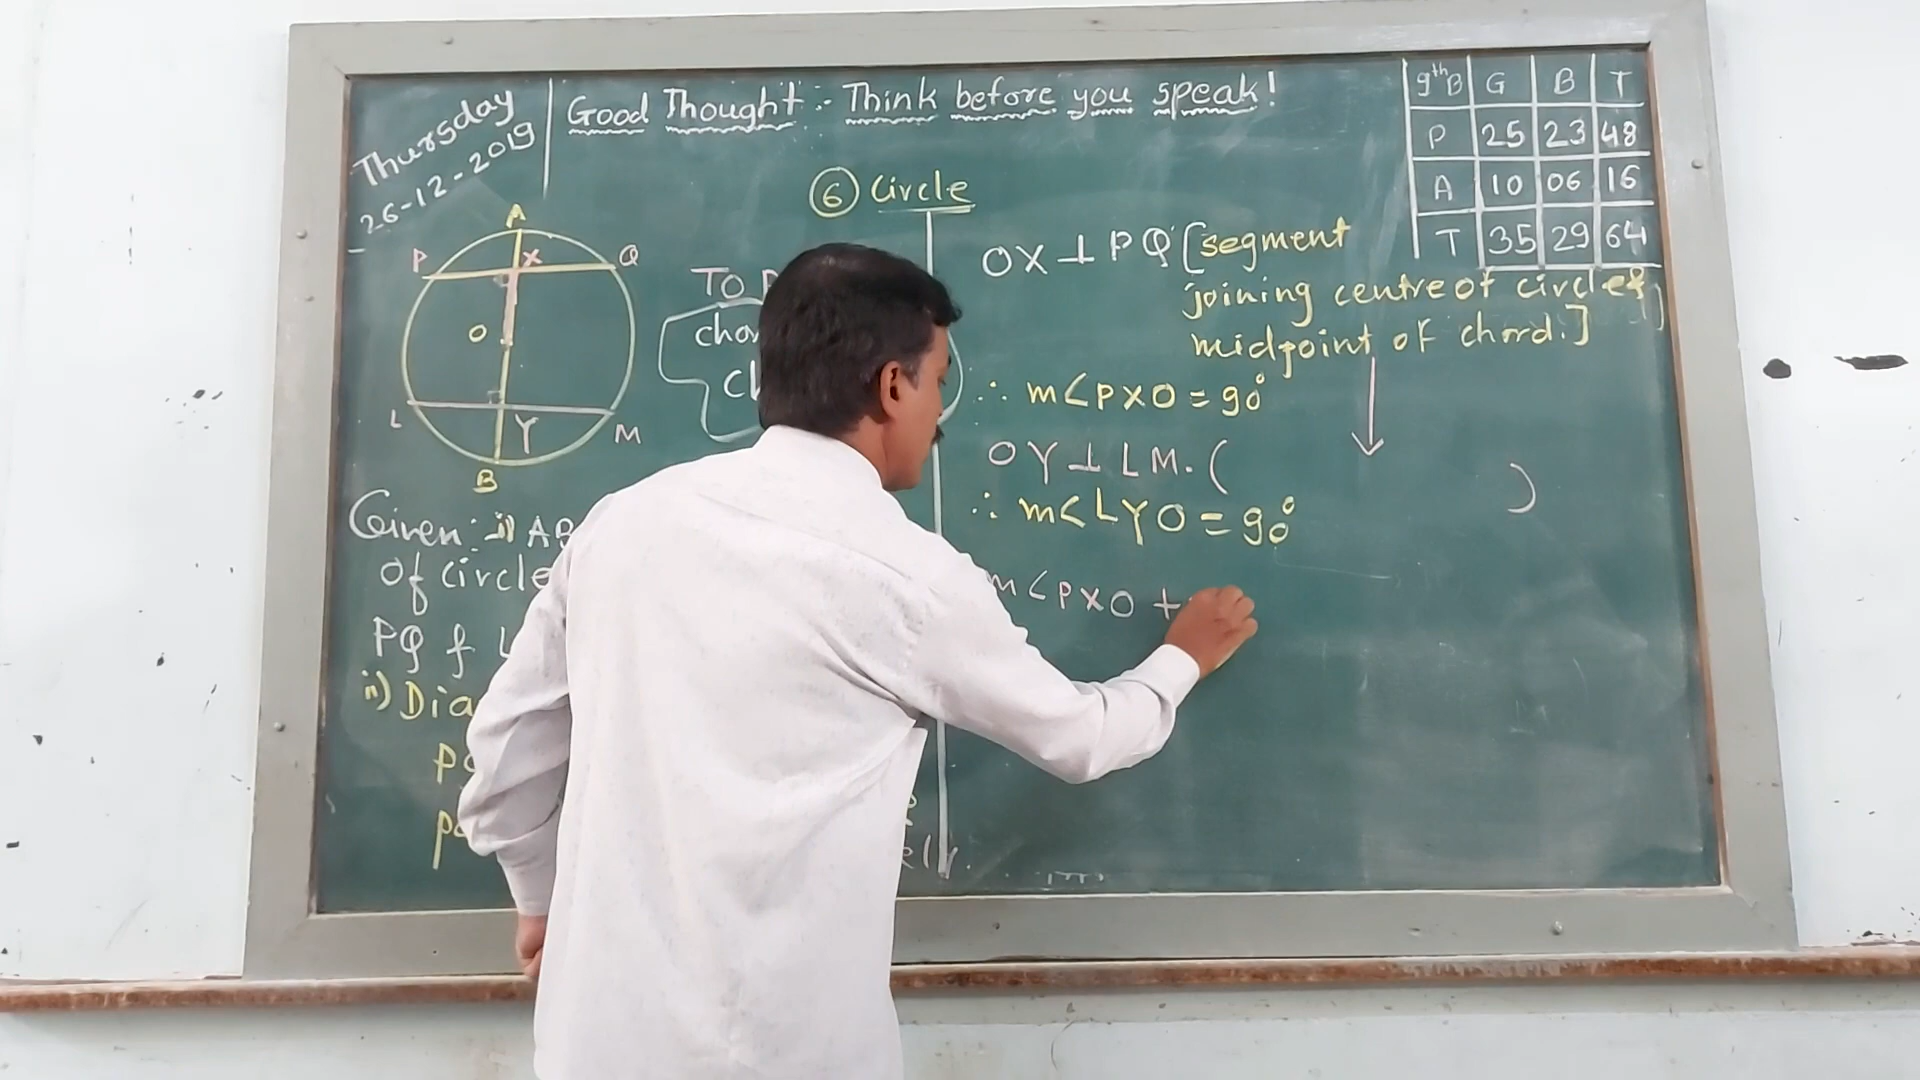 Thursday
26-12-2019
Good Thought :- Think before you speak!
9th B G B T
P 25 23 48
A 10 06 16
T 35 29 64
6 Circle
A
P X Q
O
L Y M
B
TO
Given :- i) AB
of circle
PQ &
ii)
OX ⊥ PQ [segment
joining centre of circle &
midpoint of chord.]
∴ m<PXO = 90°
OY ⊥ LM. ( )
∴ m<LYO = 90°
m<PXO +